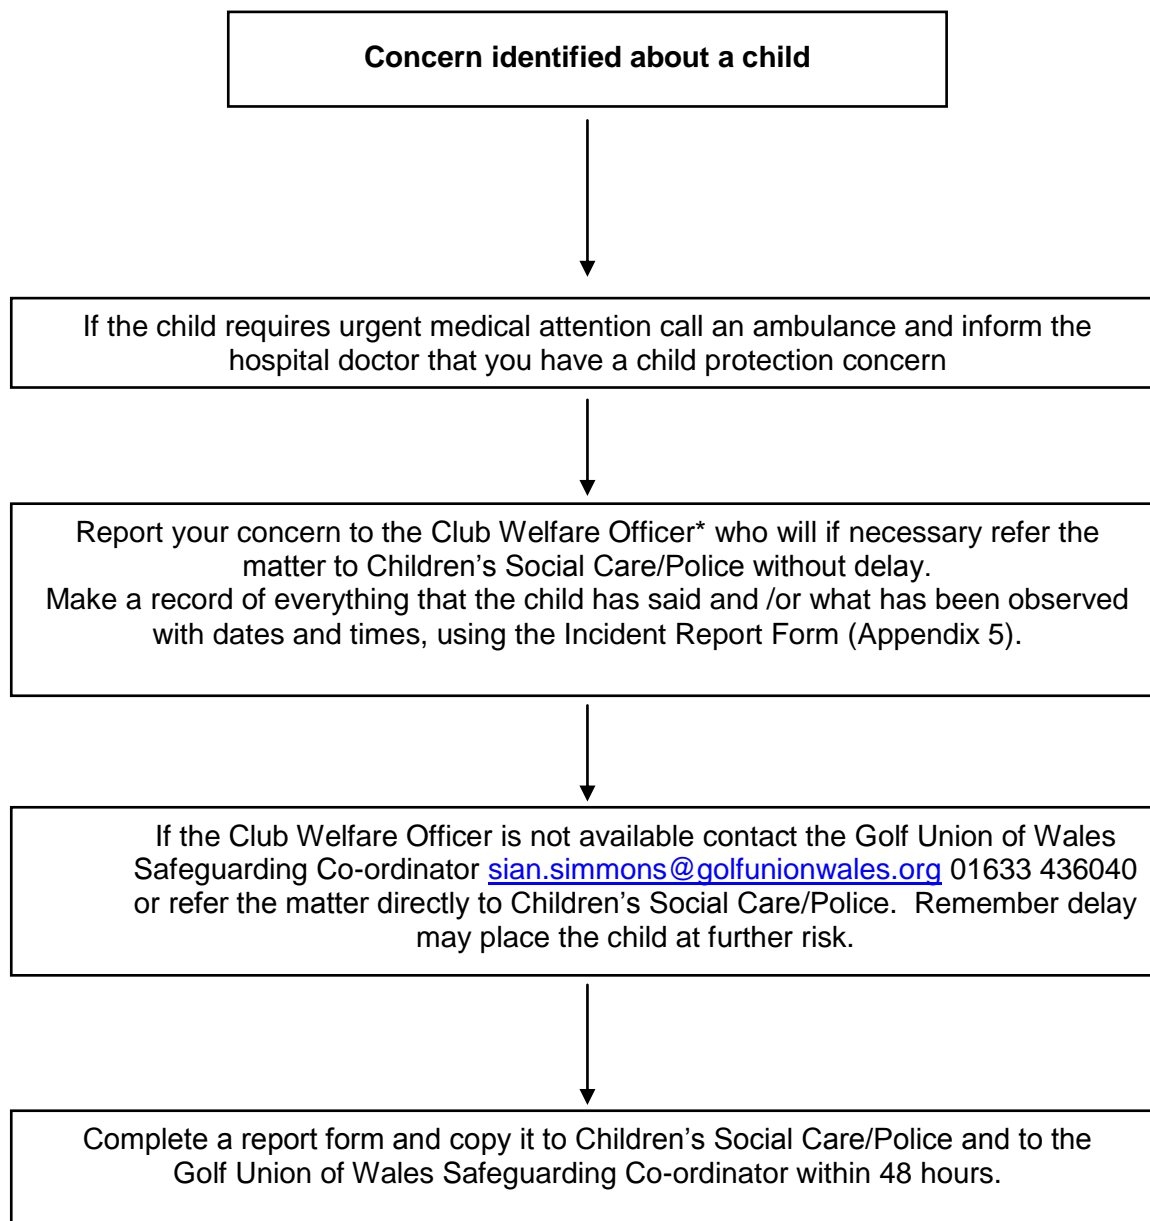 Concern identified about a child
If the child requires urgent medical attention call an ambulance and inform the
hospital doctor that you have a child protection concern
Report your concern to the Club Welfare Officer* who will if necessary refer the
matter to Children’s Social Care/Police without delay.
Make a record of everything that the child has said and /or what has been observed
with dates and times, using the Incident Report Form (Appendix 5).
If the Club Welfare Officer is not available contact the Golf Union of Wales
Safeguarding Co-ordinator sian.simmons@golfunionwales.org 01633 436040
or refer the matter directly to Children’s Social Care/Police.  Remember delay
may place the child at further risk.
Complete a report form and copy it to Children’s Social Care/Police and to the
Golf Union of Wales Safeguarding Co-ordinator within 48 hours.